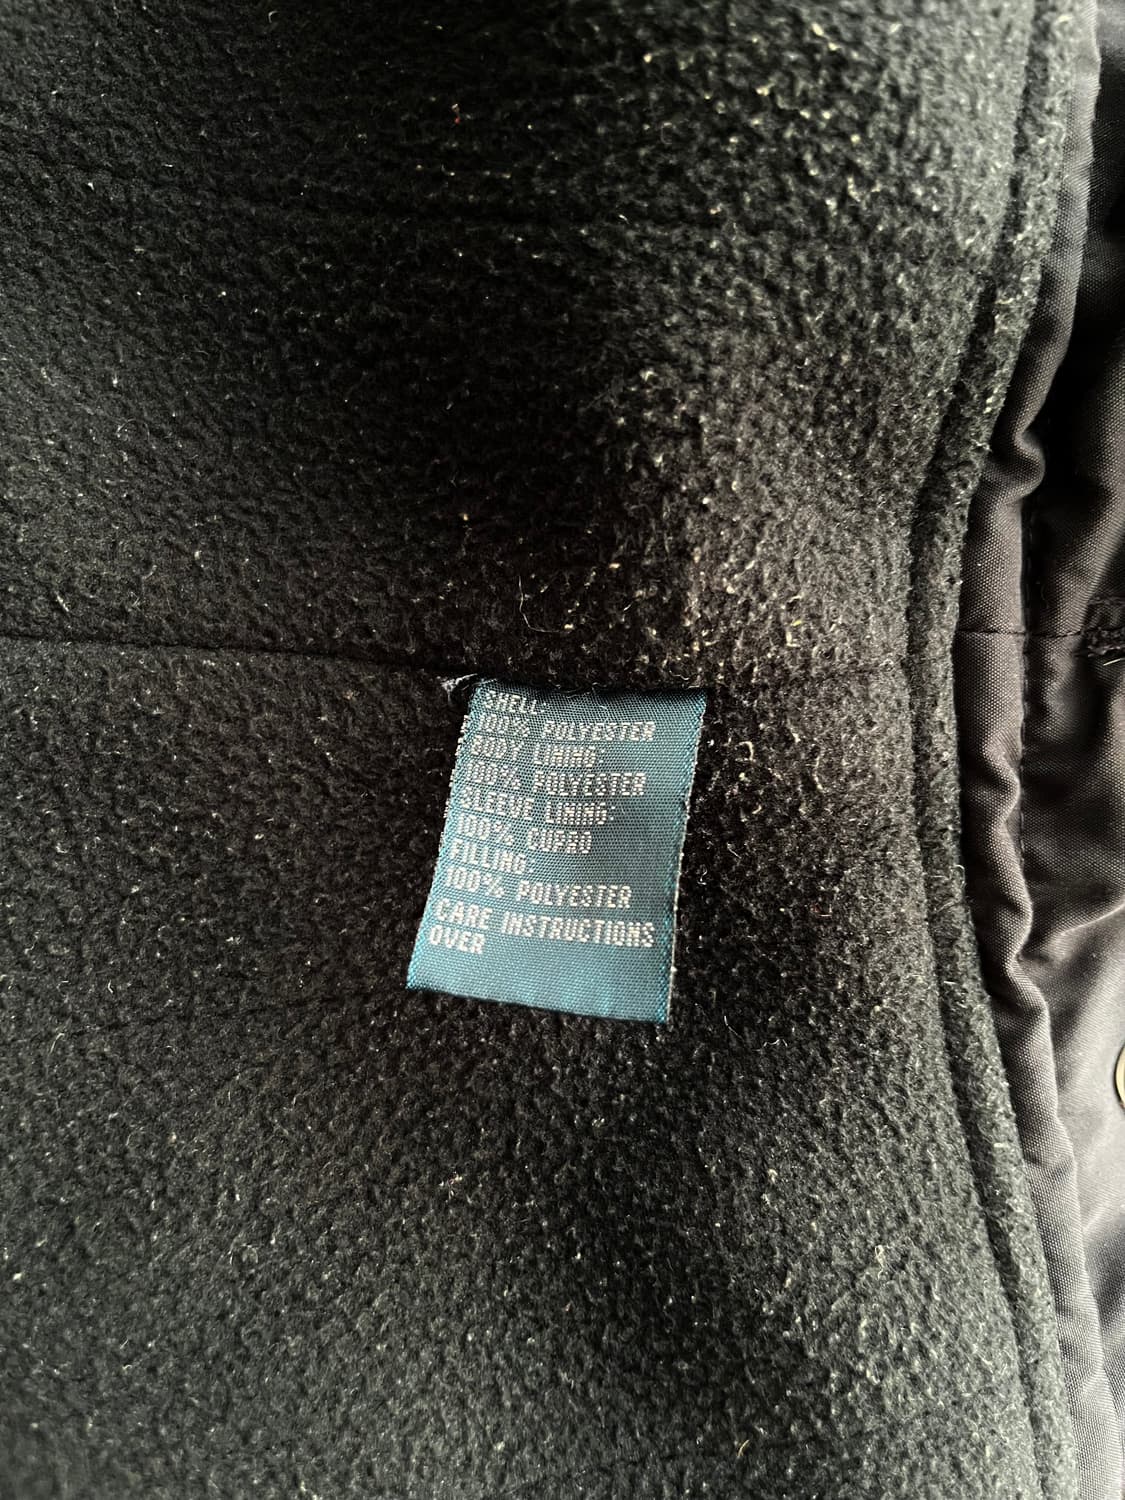 SHELL:
100% POLYESTER
BODY LINING:
100% POLYESTER
SLEEVE LINING:
100% CUPRO
FILLING:
100% POLYESTER
CARE INSTRUCTIONS
OVER